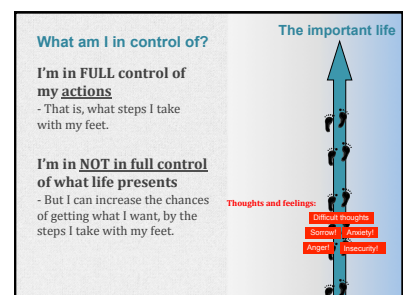 What am I in control of?
I'm in FULL control of
my actions
- That is, what steps I take
with my feet.
I'm in NOT in full control
of what life presents
- But I can increase the chances
of getting what I want, by the
steps I take with my feet.
The important life
Thoughts and feelings:
Difficult thoughts
Sorrow! Anxiety!
Anger! Insecurity!